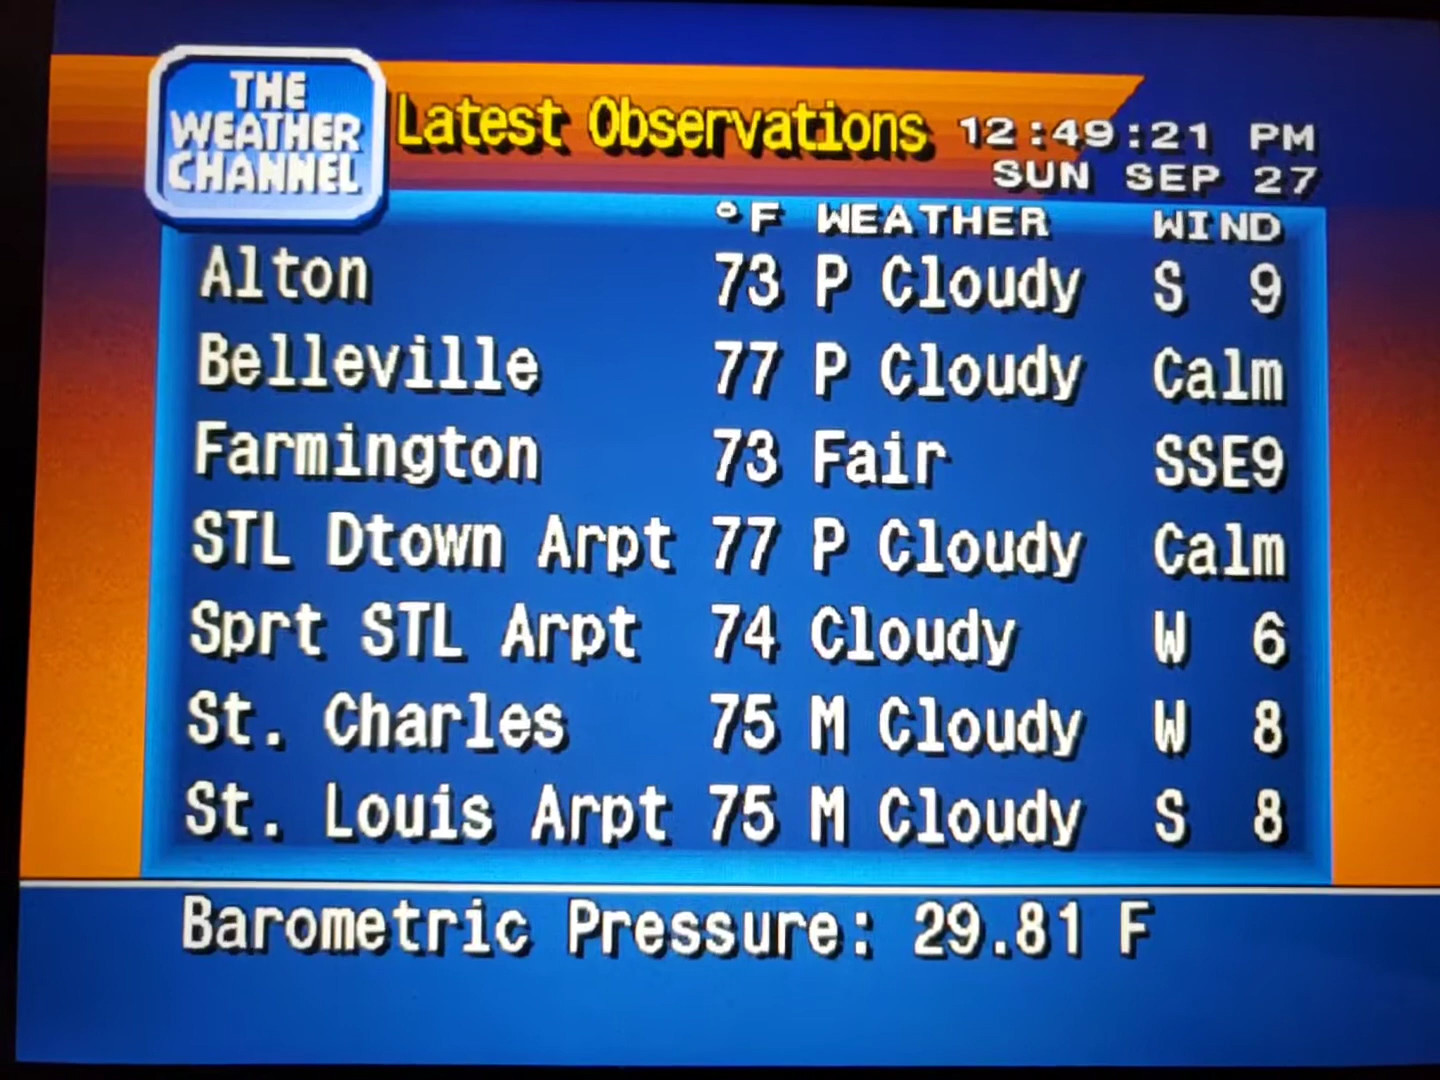 THE
WEATHER
CHANNEL
Latest Observations 12:49:21 PM
SUN SEP 27
°F WEATHER WIND
Alton 73 P Cloudy S 9
Belleville 77 P Cloudy Calm
Farmington 73 Fair SSE9
STL Dtown Arpt 77 P Cloudy Calm
Sprt STL Arpt 74 Cloudy W 6
St. Charles 75 M Cloudy W 8
St. Louis Arpt 75 M Cloudy S 8
Barometric Pressure: 29.81 F